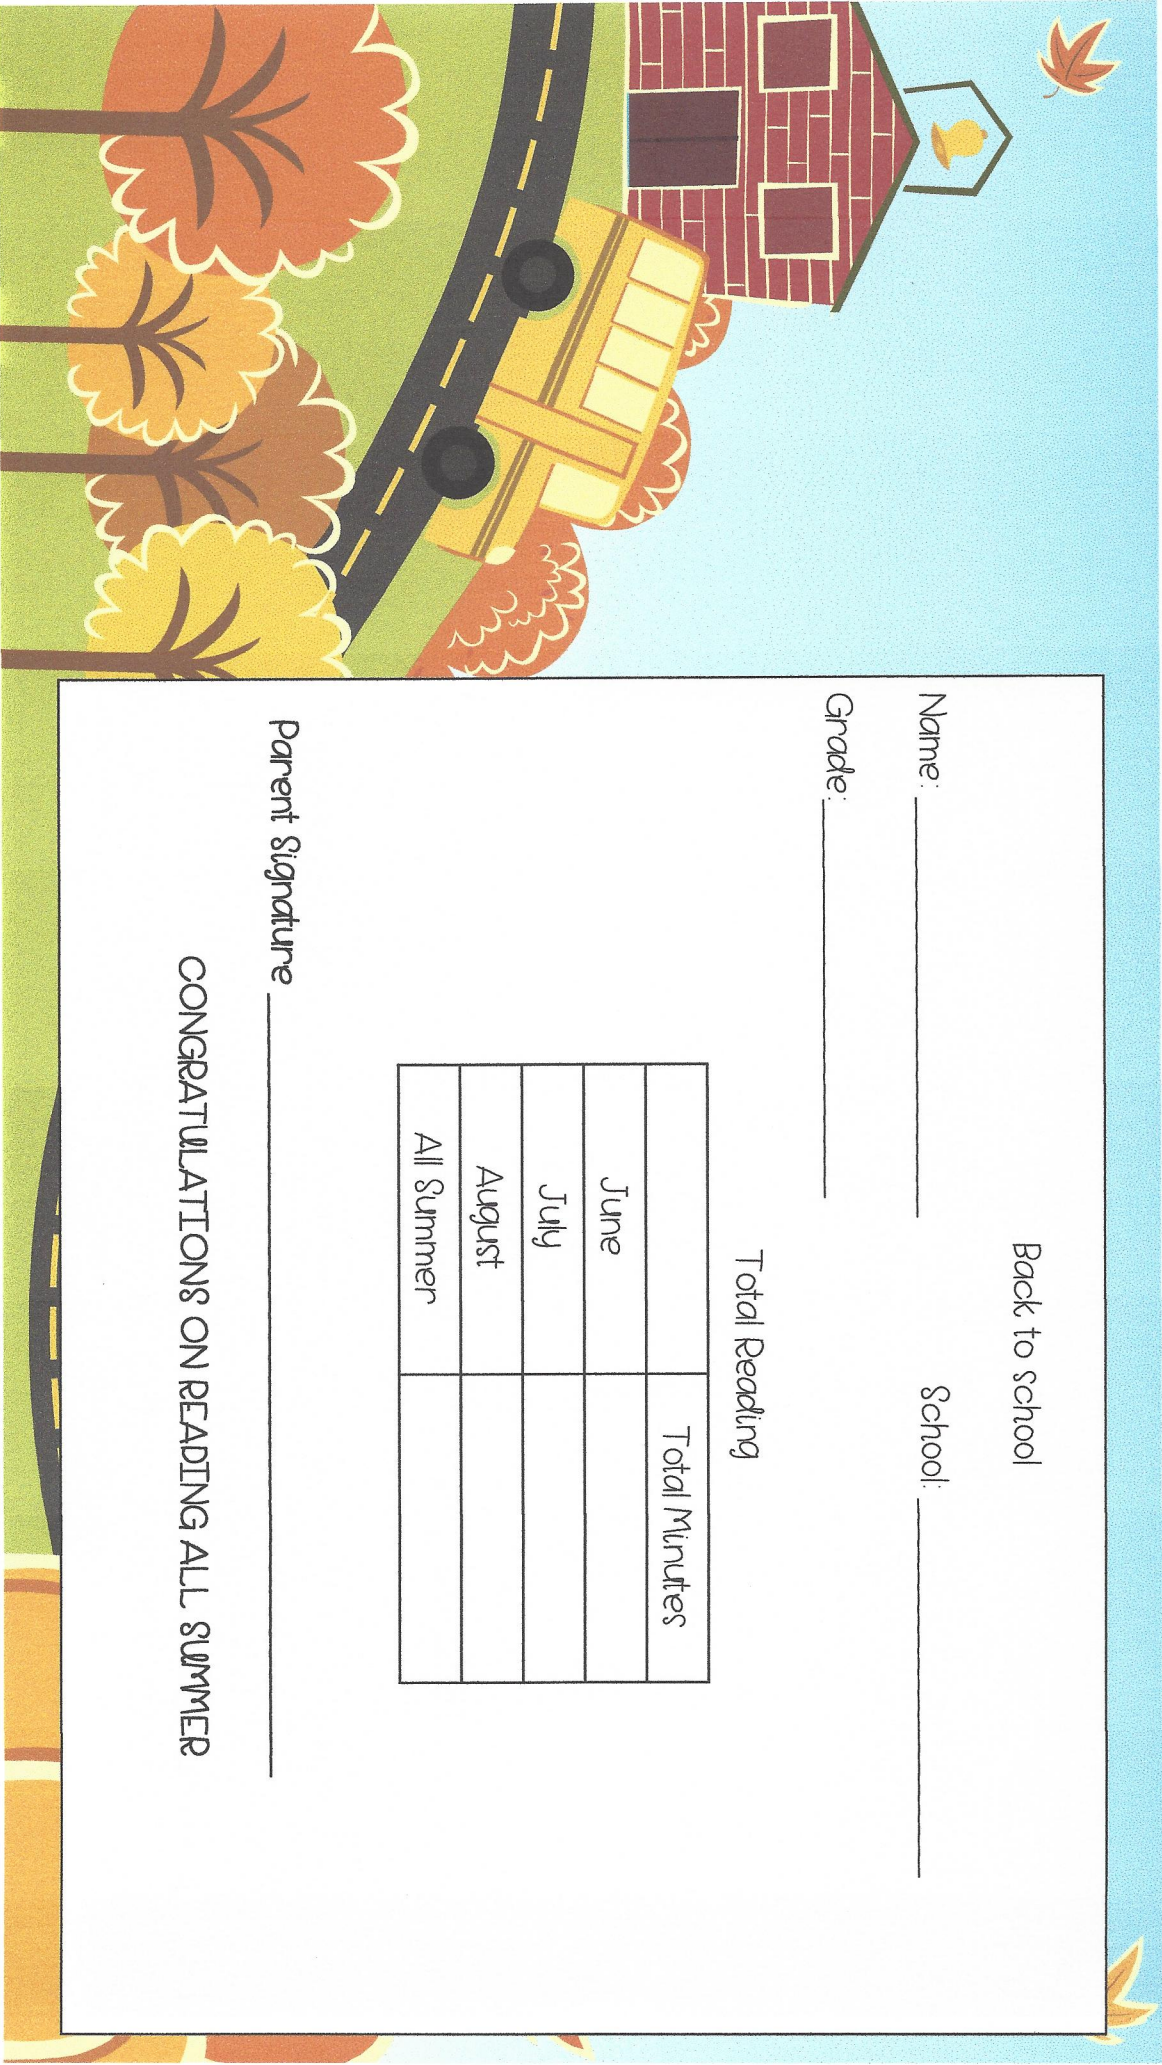 Back to School
Name: ____________ School: ____________
Grade: ____________
Total Reading
Total Minutes
June
July
August
All Summer
Parent Signature ____________
CONGRATULATIONS ON READING ALL SUMMER